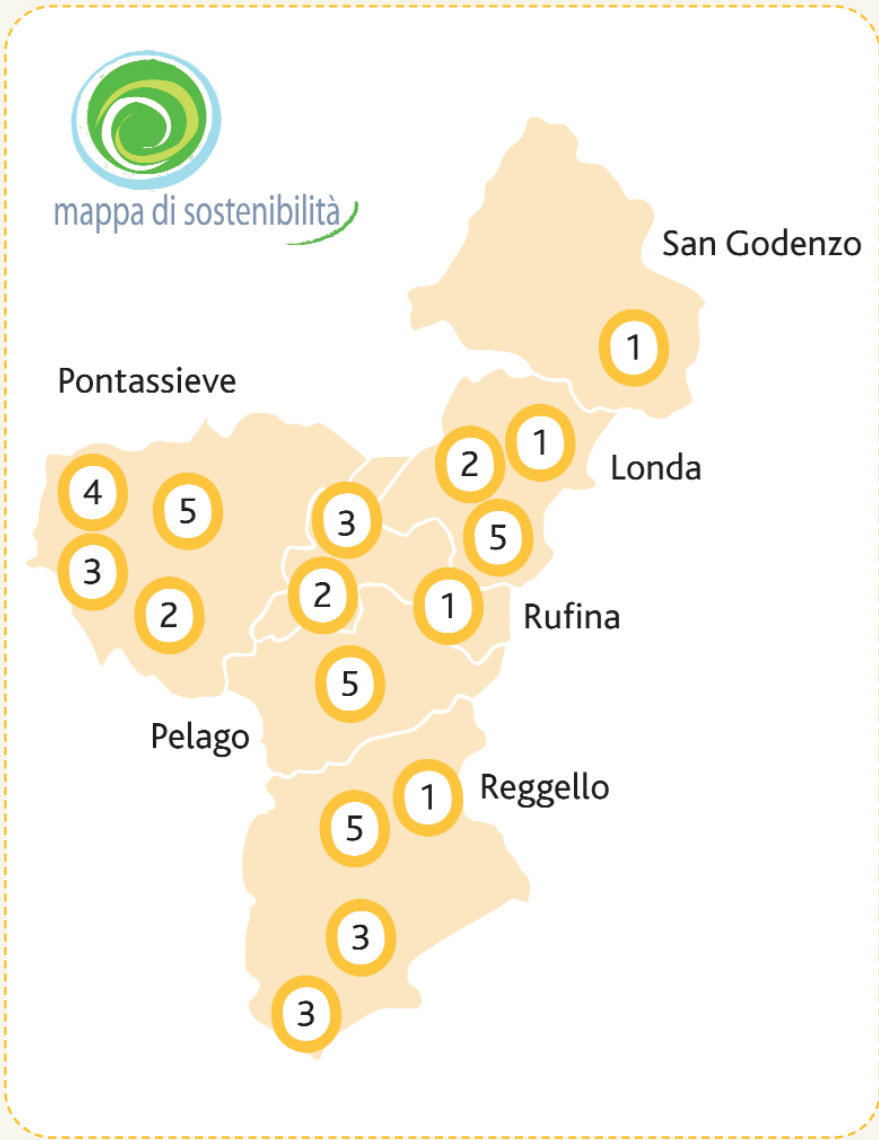 mappa di sostenibilità
San Godenzo
1
Pontassieve
1
2
Londa
4
5
3
5
3
2
1
2
Rufina
5
Pelago
Reggello
1
5
3
3